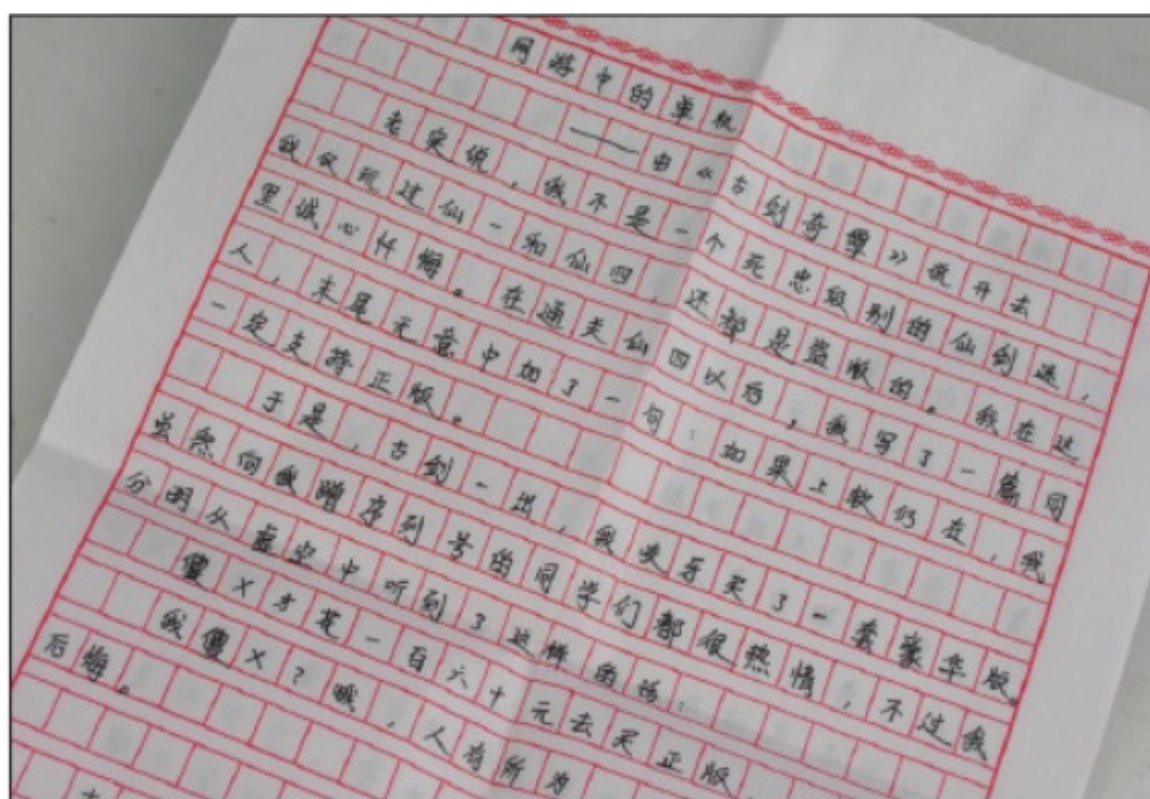 网游中的单机
——由《古剑奇谭》说开去
老实说，我不是一个死忠级别的仙剑迷，
我仅玩过仙一和仙四，还都是盗版的。我在这
里诚心忏悔。在通关仙四以后，我写了一篇同
人，末尾无意中加了一句：如果上软仍在，我
一定支持正版。
于是，古剑一出，我咬牙买了一套豪华版。
虽然向我赠序列号的同学们都很热情，不过我
分明从虚空中听到了这样的话：
傻X才花一百六十元去买正版
我傻X？哦，人有所为
后悔。